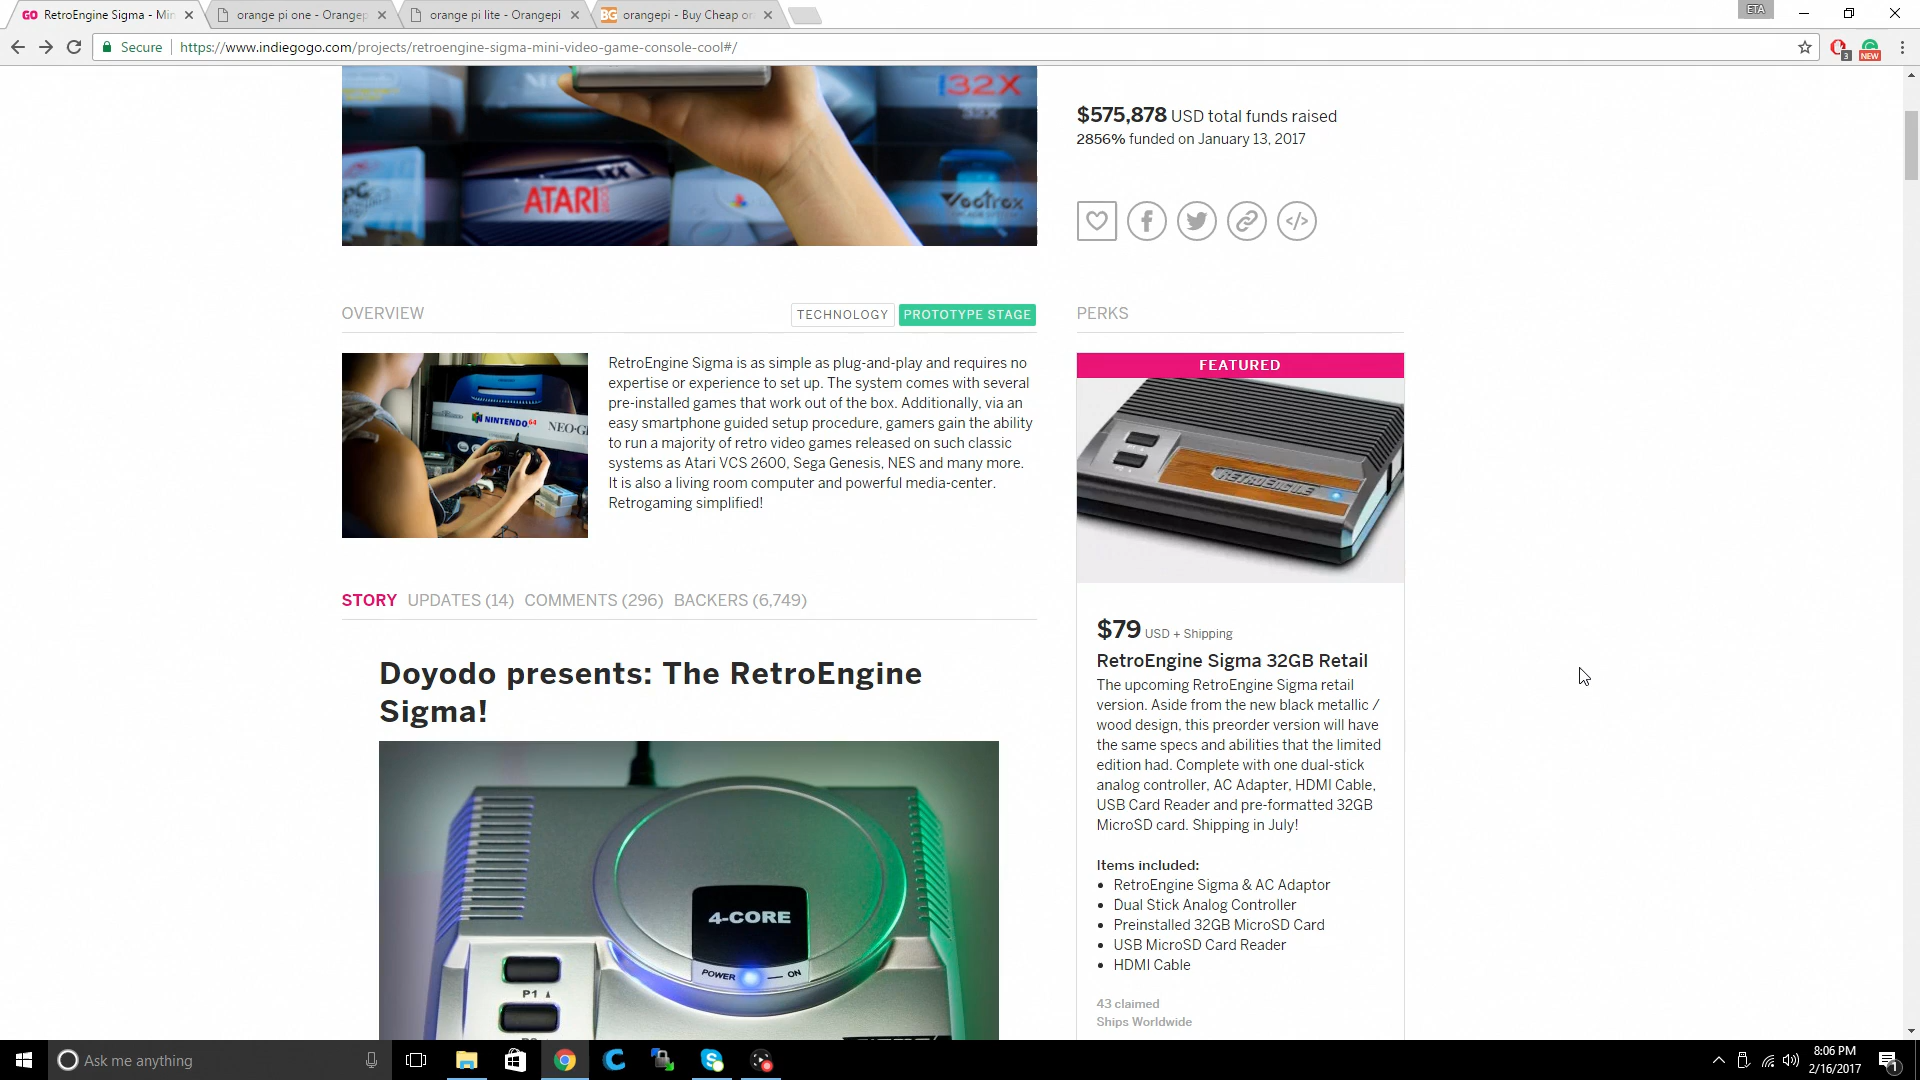 RetroEngine Sigma - Min
orange pi one - Orangep
orange pi lite - Orangepi
BG orangepi - Buy Cheap or
ETA
Secure
https://www.indiegogo.com/projects/retroengine-sigma-mini-video-game-console-cool#/
3
NEW
32X
ATARI
Vectrex
$575,878 USD total funds raised
2856% funded on January 13, 2017
OVERVIEW
TECHNOLOGY
PROTOTYPE STAGE
NINTENDO 64
NEO·G
RetroEngine Sigma is as simple as plug-and-play and requires no
expertise or experience to set up. The system comes with several
pre-installed games that work out of the box. Additionally, via an
easy smartphone guided setup procedure, gamers gain the ability
to run a majority of retro video games released on such classic
systems as Atari VCS 2600, Sega Genesis, NES and many more.
It is also a living room computer and powerful media-center.
Retrogaming simplified!
STORY UPDATES (14) COMMENTS (296) BACKERS (6,749)
Doyodo presents: The RetroEngine
Sigma!
4-CORE
POWER
ON
P1
PERKS
FEATURED
RETROENGINE
$79 USD + Shipping
RetroEngine Sigma 32GB Retail
The upcoming RetroEngine Sigma retail
version. Aside from the new black metallic /
wood design, this preorder version will have
the same specs and abilities that the limited
edition had. Complete with one dual-stick
analog controller, AC Adapter, HDMI Cable,
USB Card Reader and pre-formatted 32GB
MicroSD card. Shipping in July!
Items included:
• RetroEngine Sigma & AC Adaptor
• Dual Stick Analog Controller
• Preinstalled 32GB MicroSD Card
• USB MicroSD Card Reader
• HDMI Cable
43 claimed
Ships Worldwide
Ask me anything
8:06 PM
2/16/2017
1